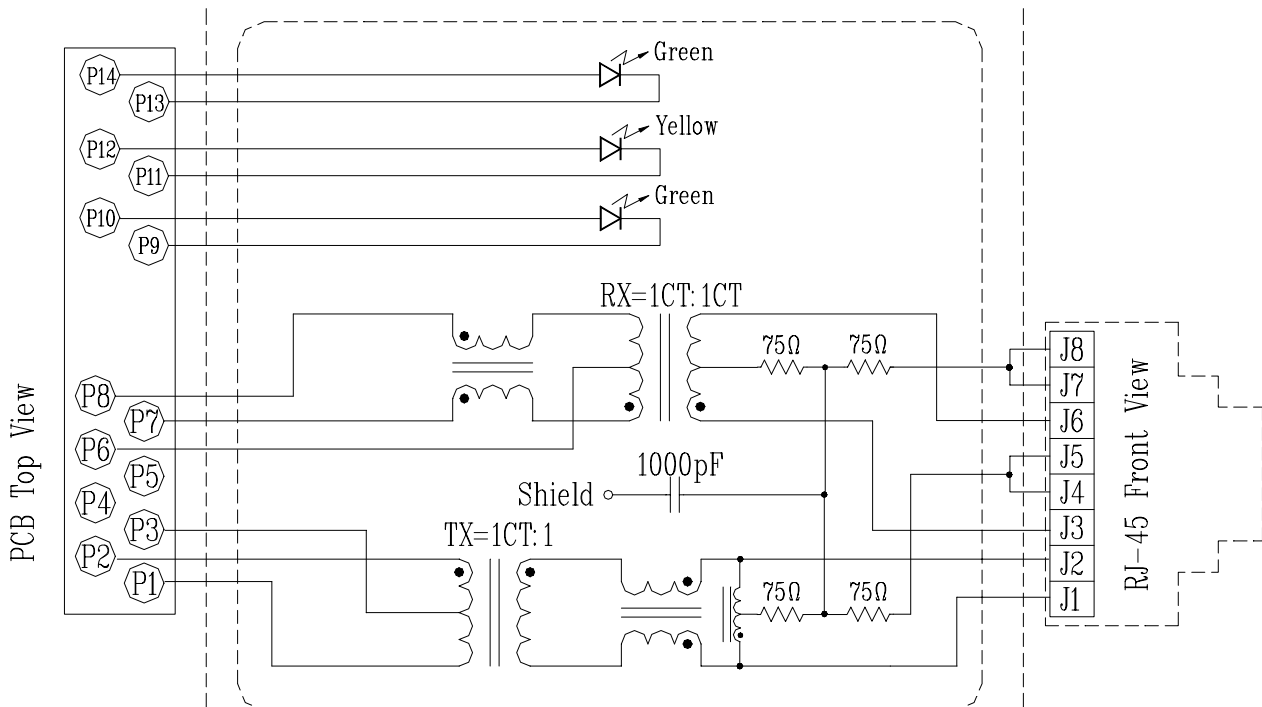 P14
Green
P13
P12
Yellow
P11
P10
Green
P9
RX=1CT:1CT
75Ω
75Ω
J8
J7
P8
P7
J6
P6
J5
P5
1000pF
J4
P4
Shield
P3
J3
TX=1CT:1
P2
J2
P1
75Ω
75Ω
J1
PCB Top View
RJ-45 Front View